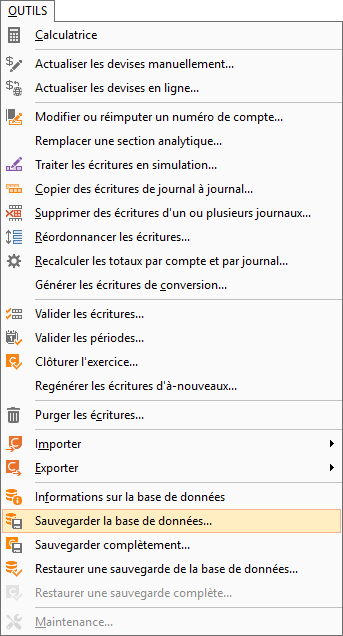 OUTILS
Calculatrice
Actualiser les devises manuellement...
Actualiser les devises en ligne...
Modifier ou réimputer un numéro de compte...
Remplacer une section analytique...
Traiter les écritures en simulation...
Copier des écritures de journal à journal...
Supprimer des écritures d'un ou plusieurs journaux...
Réordonnancer les écritures...
Recalculer les totaux par compte et par journal...
Générer les écritures de conversion...
Valider les écritures...
Valider les périodes...
Clôturer l'exercice...
Regénérer les écritures d'à-nouveaux...
Purger les écritures...
Importer
Exporter
Informations sur la base de données
Sauvegarder la base de données...
Sauvegarder complètement...
Restaurer une sauvegarde de la base de données...
Restaurer une sauvegarde complète...
Maintenance...